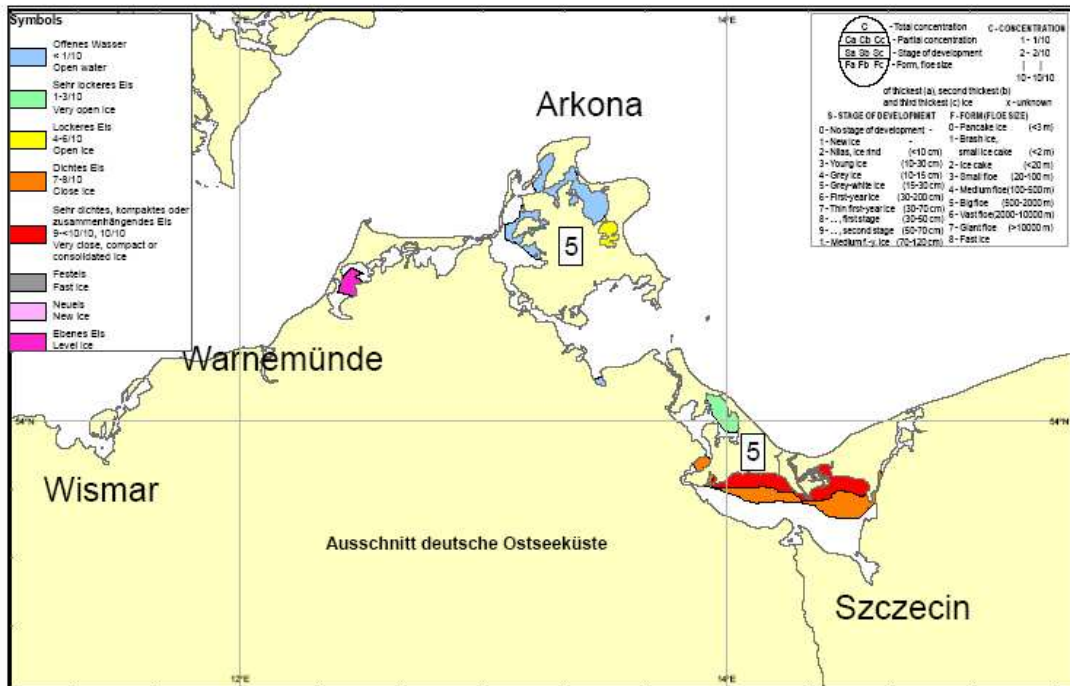 Symbols
Offenes Wasser
< 1/10
Open water
Sehr lockeres Eis
1-3/10
Very open ice
Lockeres Eis
4-6/10
Open Ice
Dichtes Eis
7-8/10
Close Ice
Sehr dichtes, kompaktes oder
zusammenhängendes Eis
9-<10/10, 10/10
Very close, compact or
consolidated ice
Festeis
Fast ice
Neueis
New Ice
Ebenes Eis
Level Ice
12°E
14°E
C - Total concentration
Ca Cb Cc - Partial concentration
Sa Sb Sc - Stage of development
Fa Fb Fc - Form, floe size
C - CONCENTRATION
1 - 1/10
2 - 2/10
| |
10 - 10/10
of thickest (a), second thickest (b)
and third thickest (c) ice x - unknown
S - STAGE OF DEVELOPMENT
0 - No stage of development -
1 - New ice -
2 - Nilas, ice rind (<10 cm)
3 - Young ice (10-30 cm)
4 - Grey ice (10-15 cm)
5 - Grey-white ice (15-30 cm)
6 - First-year ice (30-200 cm)
7 - Thin first-year ice (30-70 cm)
8 - ..., first stage (30-50 cm)
9 - ..., second stage (50-70 cm)
1. - Medium f.-y. ice (70-120 cm)
F - FORM (FLOE SIZE)
0 - Pancake ice (<3 m)
1 - Brash ice,
small ice cake (<2 m)
2 - Ice cake (<20 m)
3 - Small floe (20-100 m)
4 - Medium floe (100-500 m)
5 - Big floe (500-2000 m)
6 - Vast floe (2000-10000 m)
7 - Giant floe (>10000 m)
8 - Fast ice
Arkona
5
Warnemünde
54°N
54°N
5
Wismar
Ausschnitt deutsche Ostseeküste
Szczecin
12°E
14°E